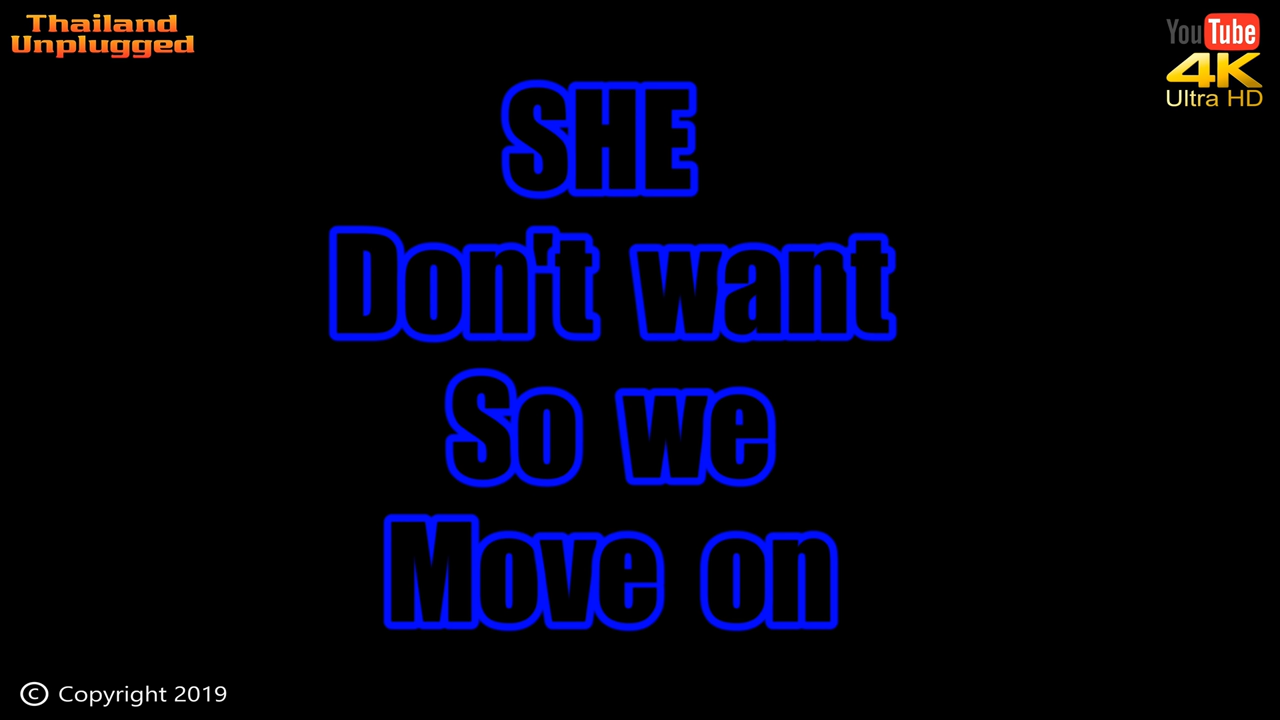 Thailand
Unplugged
YouTube
4K
Ultra HD
SHE
Don't want
So we
Move on
© Copyright 2019